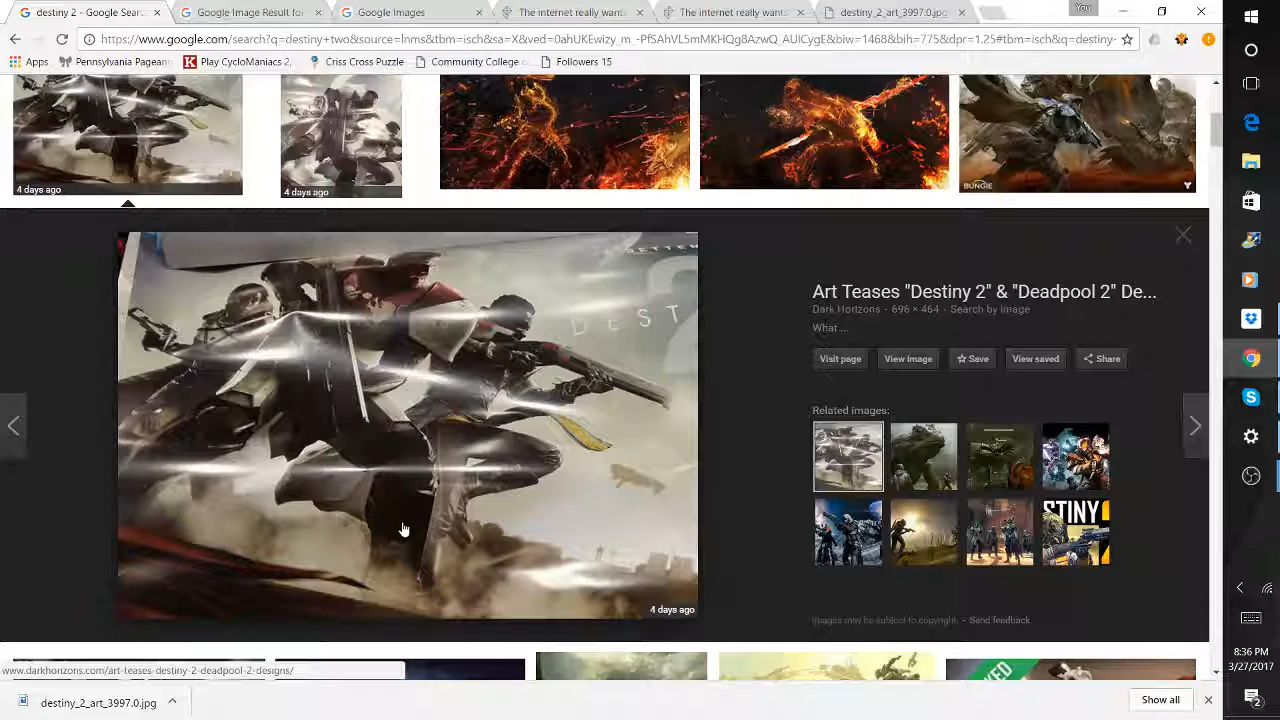 destiny 2 - Google Sear
Google Image Result for
Google Images
The internet really want
The internet really want
destiny_2_art_3997.0.jpg
You
https://www.google.com/search?q=destiny+two&source=lnms&tbm=isch&sa=X&ved=0ahUKEwizy_m_-PfSAhVL5mMKHQg8AzwQ_AUICygE&biw=1468&bih=775&dpr=1.25#tbm=isch&q=destiny-
Apps
Pennsylvania Pagean
Play CycloManiacs 2,
Criss Cross Puzzle
Community College
Followers 15
4 days ago
4 days ago
BUNGIE
DEST
Art Teases "Destiny 2" & "Deadpool 2" De...
Dark Horizons - 696 × 464 - Search by image
What ...
Visit page
View image
Save
View saved
Share
Related images:
STINY
4 days ago
Images may be subject to copyright. - Send feedback
www.darkhorizons.com/art-teases-destiny-2-deadpool-2-designs/
KED
destiny_2_art_3997.0.jpg
Show all
8:36 PM
3/27/2017
2